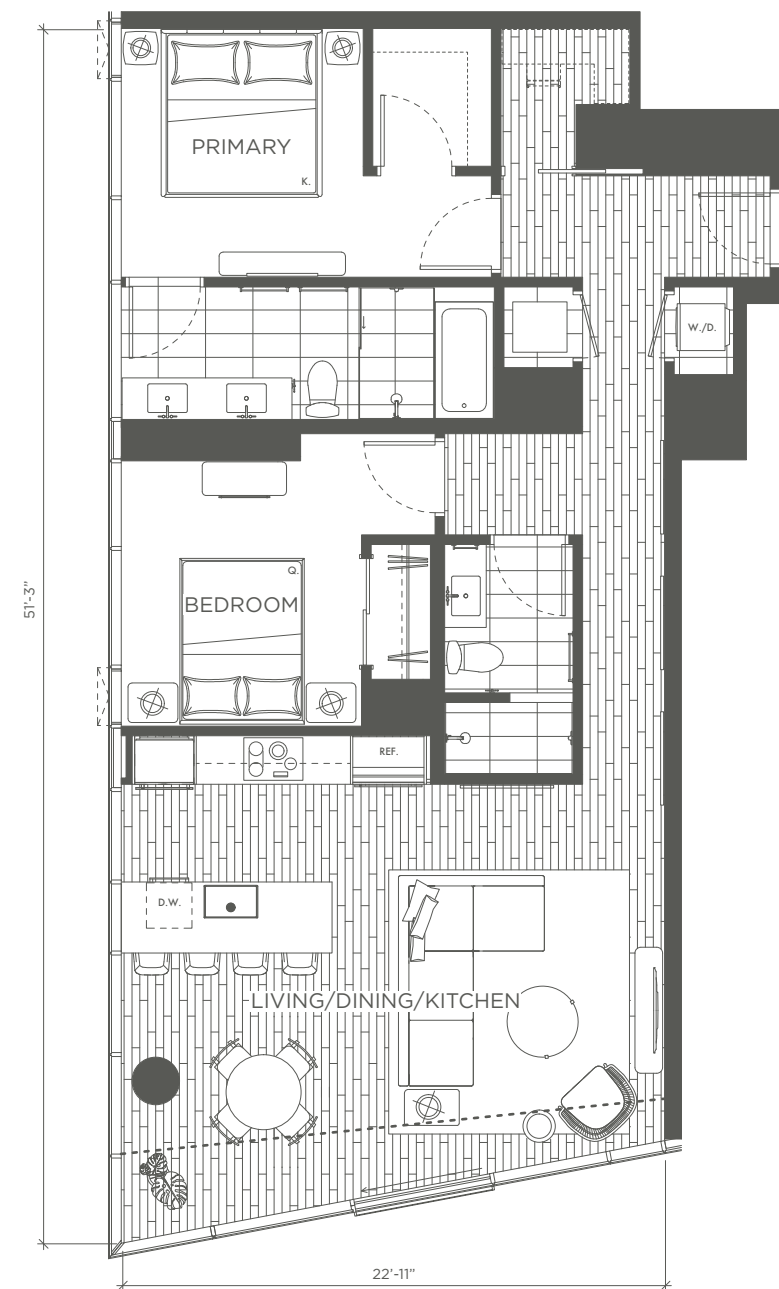 PRIMARY
K.
W./D.
51'-3"
Q.
BEDROOM
REF.
D.W.
LIVING/DINING/KITCHEN
22'-11"